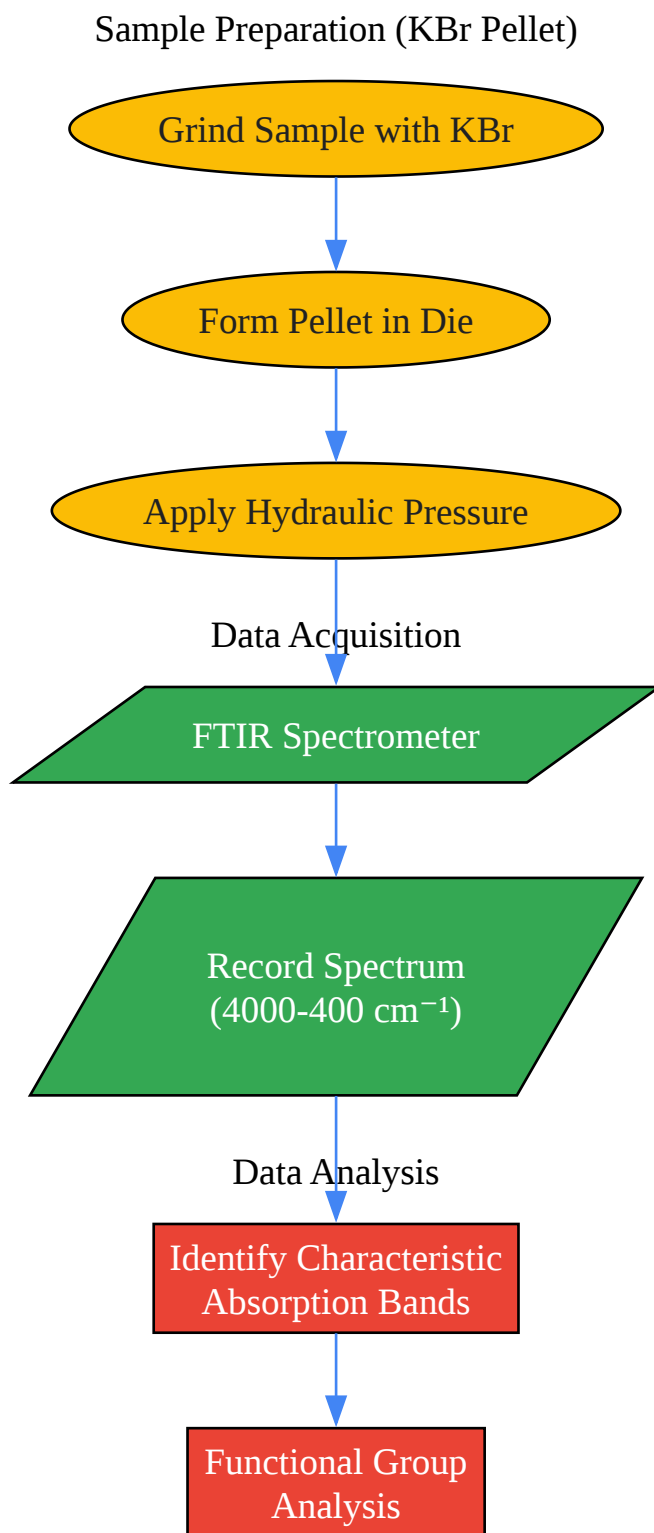 Sample Preparation (KBr Pellet)
Grind Sample with KBr
Form Pellet in Die
Apply Hydraulic Pressure
Data Acquisition
FTIR Spectrometer
Record Spectrum
(4000-400 cm⁻¹)
Data Analysis
Identify Characteristic
Absorption Bands
Functional Group
Analysis